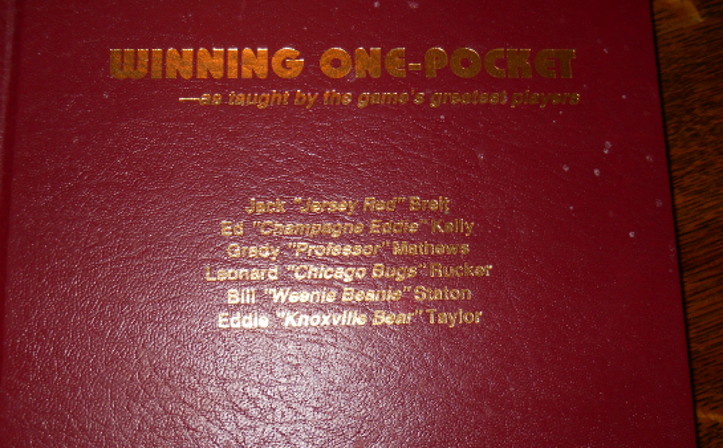 WINNING ONE-POCKET
—as taught by the game's greatest players
Jack "Jersey Red" Breit
Ed "Champagne Eddie" Kelly
Grady "Professor" Mathews
Leonard "Chicago Bugs" Rucker
Bill "Weenie Beanie" Staton
Eddie "Knoxville Bear" Taylor